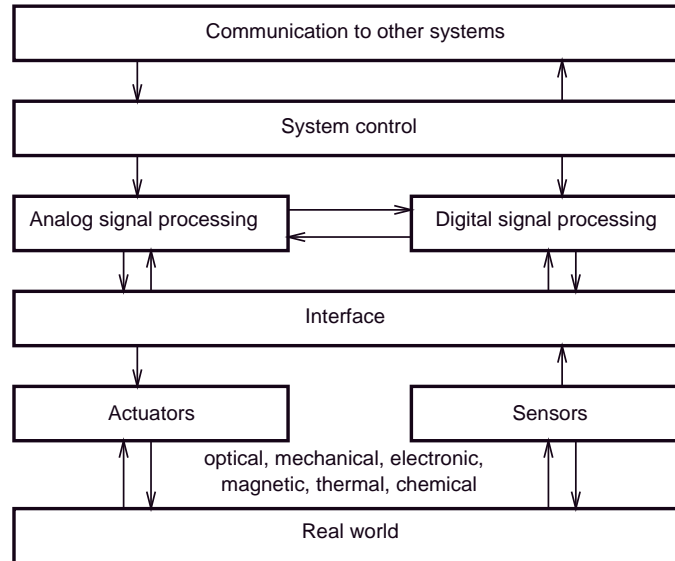 Communication to other systems
System control
Analog signal processing
Digital signal processing
Interface
Actuators
Sensors
optical, mechanical, electronic,
magnetic, thermal, chemical
Real world